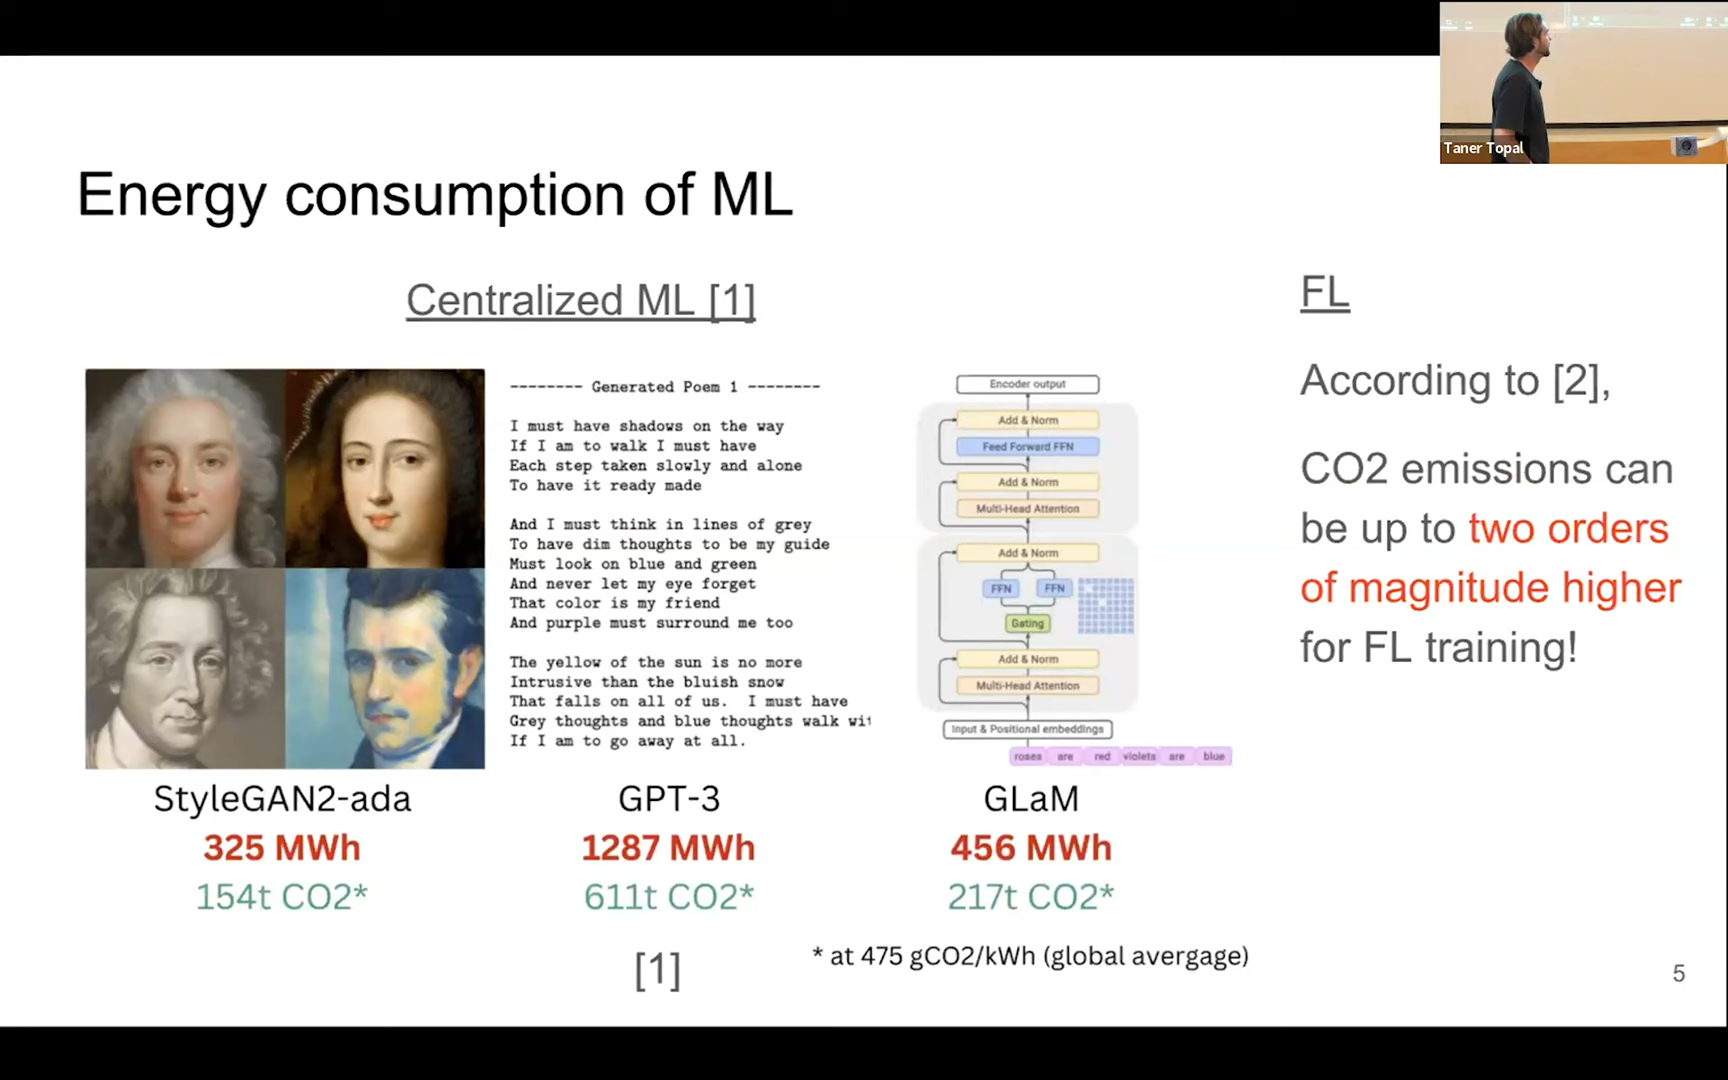 Taner Topal
Energy consumption of ML
Centralized ML [1]
-------- Generated Poem 1 --------
I must have shadows on the way
If I am to walk I must have
Each step taken slowly and alone
To have it ready made
And I must think in lines of grey
To have dim thoughts to be my guide
Must look on blue and green
And never let my eye forget
That color is my friend
And purple must surround me too
The yellow of the sun is no more
Intrusive than the bluish snow
That falls on all of us. I must have
Grey thoughts and blue thoughts walk wit
If I am to go away at all.
Encoder output
Add & Norm
Feed Forward FFN
Add & Norm
Multi-Head Attention
Add & Norm
FFN FFN
Gating
Add & Norm
Multi-Head Attention
Input & Positional embeddings
roses are red violets are blue
StyleGAN2-ada
325 MWh
154t CO2*
GPT-3
1287 MWh
611t CO2*
GLaM
456 MWh
217t CO2*
[1]
* at 475 gCO2/kWh (global avergage)
FL
According to [2],
CO2 emissions can
be up to two orders
of magnitude higher
for FL training!
5